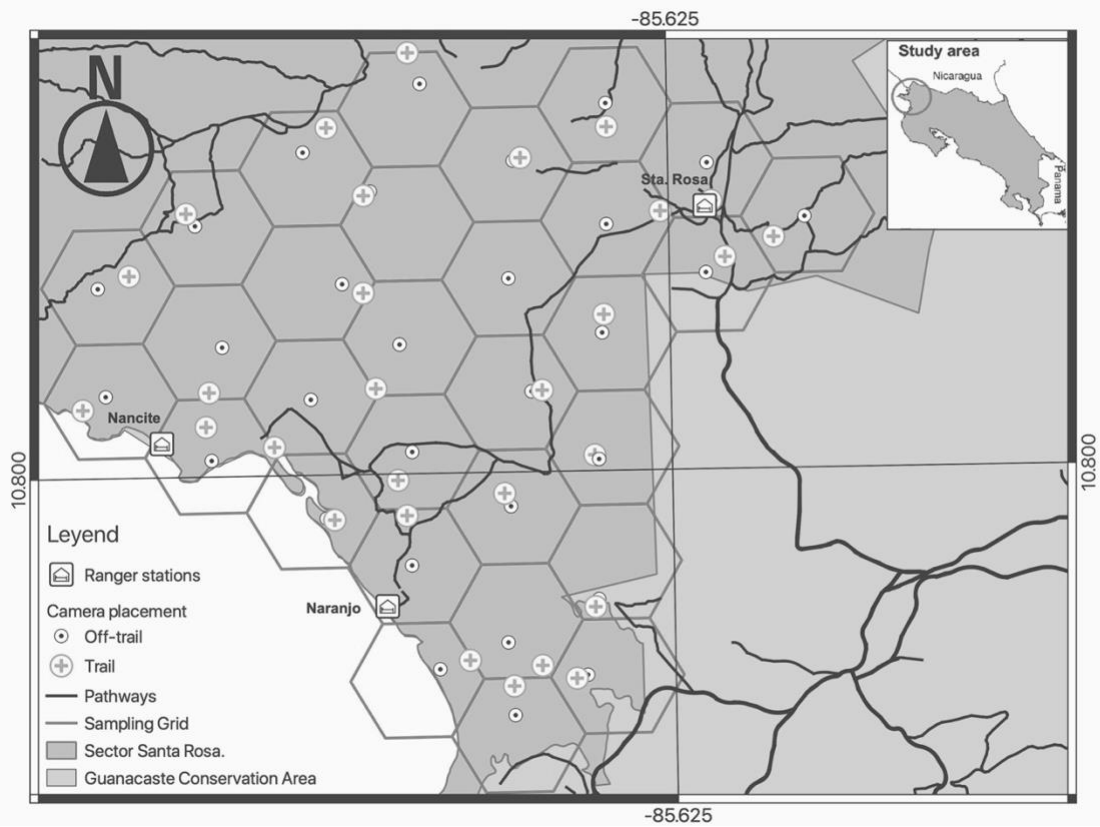 -85.625
N
Study area
Nicaragua
Panama
Sta. Rosa
Nancite
10.800
10.800
Leyend
Ranger stations
Naranjo
Camera placement
Off-trail
Trail
Pathways
Sampling Grid
Sector Santa Rosa.
Guanacaste Conservation Area
-85.625